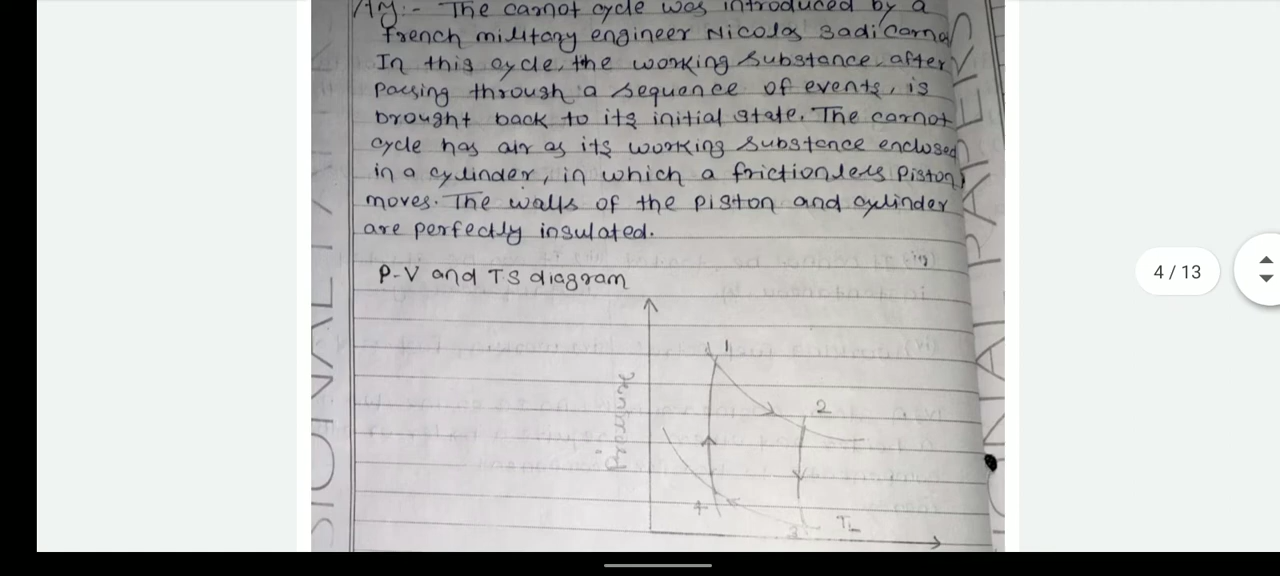 Ay:- The carnot cycle was introduced by a
french military engineer Nicolas Sadi Carno
In this cycle, the working substance after
passing through a sequence of events, is
brought back to its initial state. The carnot
cycle has air as its working substance enclosed
in a cylinder, in which a frictionless piston
moves. The walls of the piston and cylinder
are perfectly insulated.
P-V and TS diagram
4 / 13
1
2
Pressure
4
3
TL